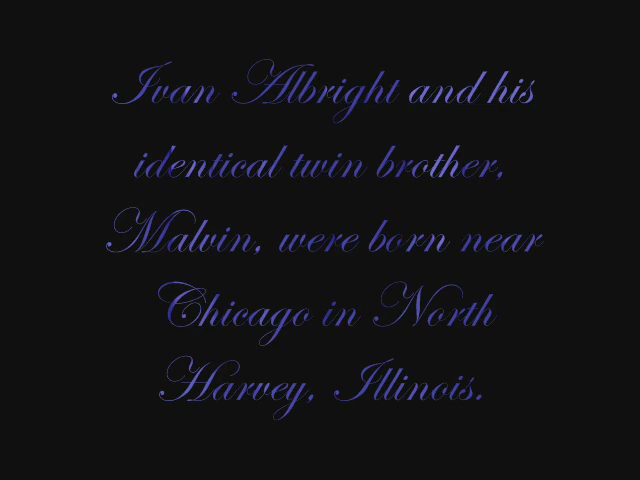 Ivan Albright and his
identical twin brother,
Malvin, were born near
Chicago in North
Harvey, Illinois.